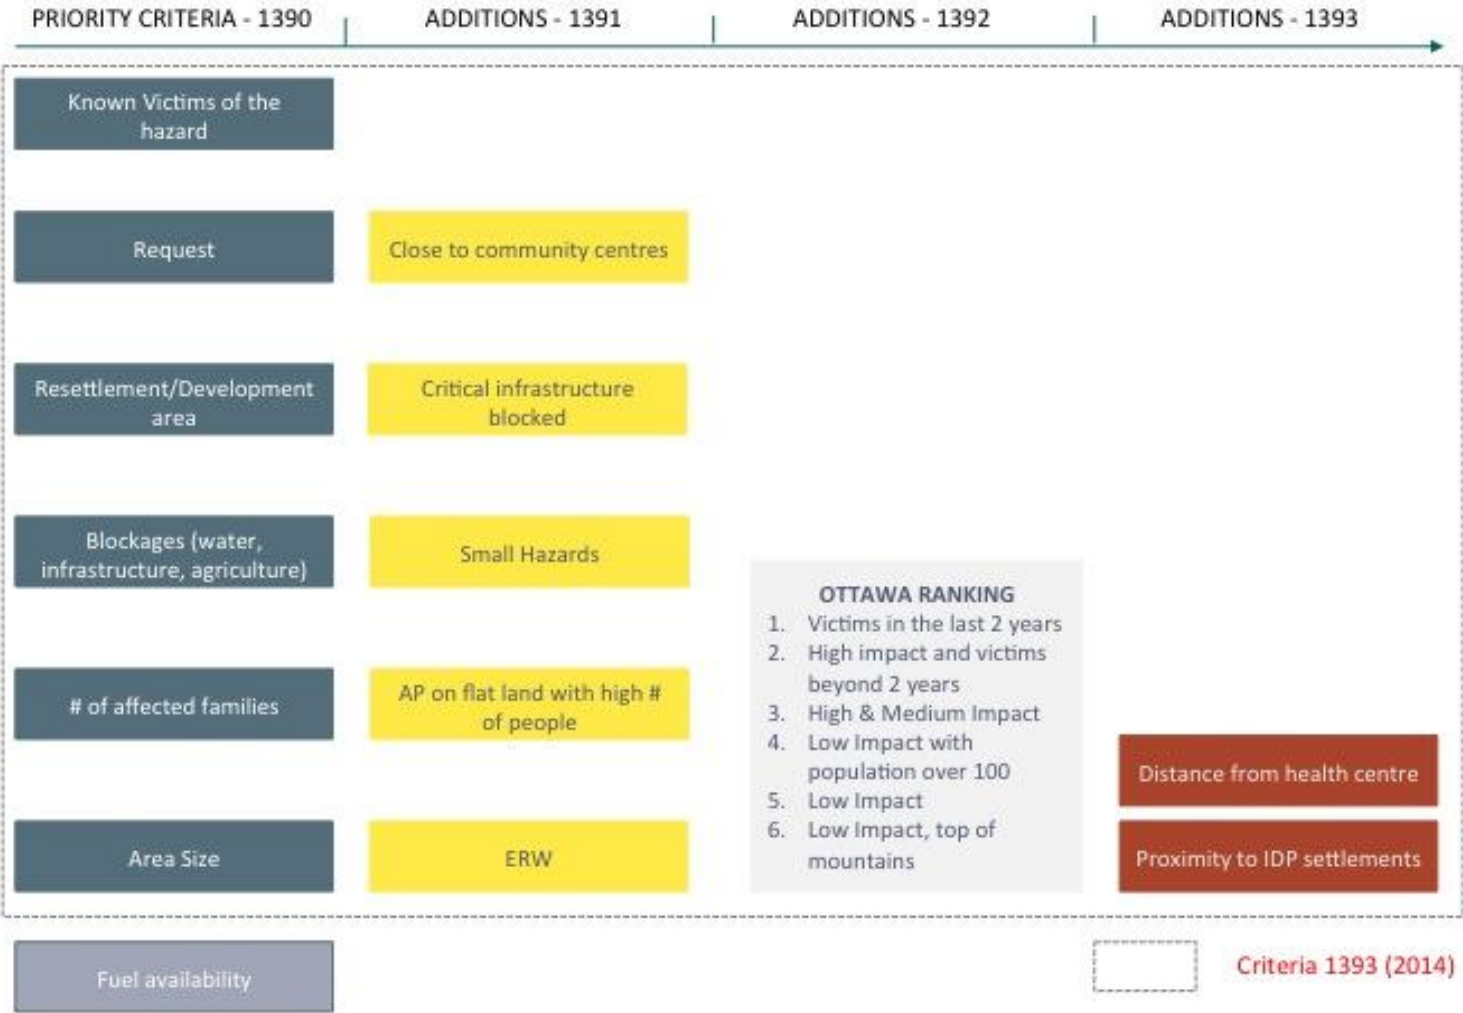 PRIORITY CRITERIA - 1390
ADDITIONS - 1391
ADDITIONS - 1392
ADDITIONS - 1393
Known Victims of the
hazard
Request
Close to community centres
Resettlement/Development
area
Critical infrastructure
blocked
Blockages (water,
infrastructure, agriculture)
Small Hazards
# of affected families
AP on flat land with high #
of people
Area Size
ERW
OTTAWA RANKING
1. Victims in the last 2 years
2. High impact and victims
beyond 2 years
3. High & Medium Impact
4. Low Impact with
population over 100
5. Low Impact
6. Low Impact, top of
mountains
Distance from health centre
Proximity to IDP settlements
Fuel availability
Criteria 1393 (2014)